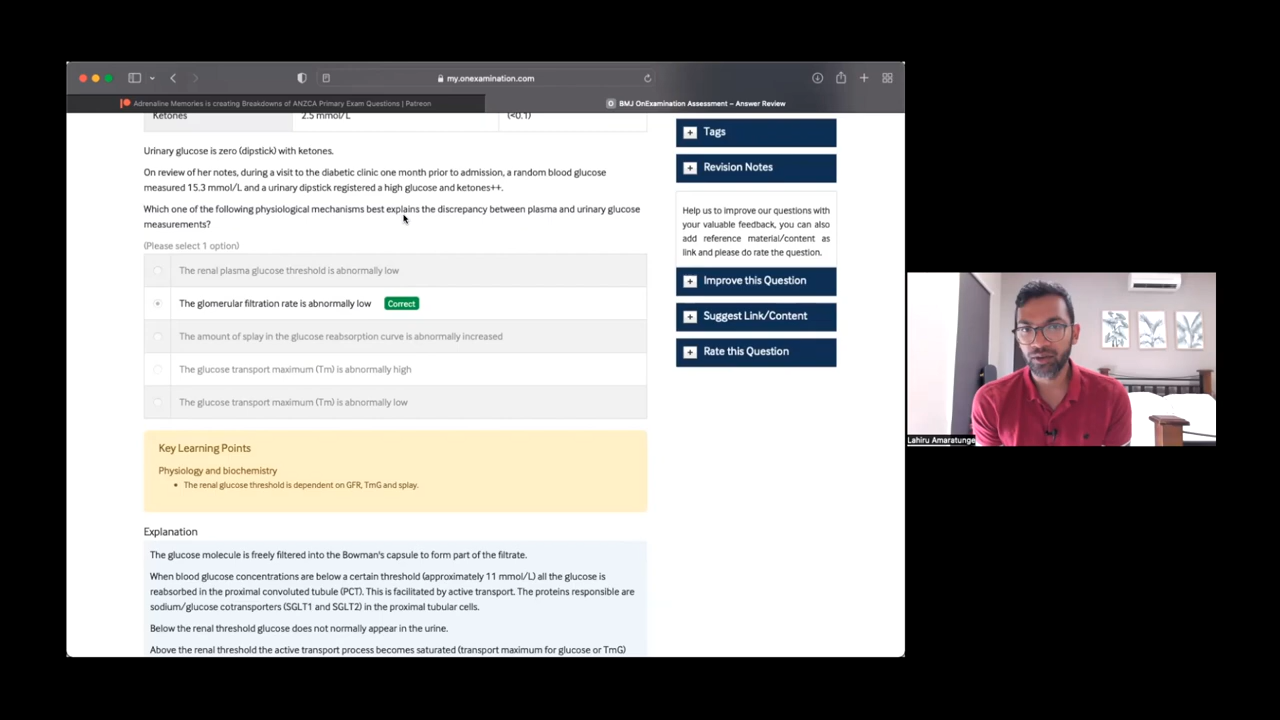 my.onexamination.com
Adrenaline Memories is creating Breakdowns of ANZCA Primary Exam Questions | Patreon
BMJ OnExamination Assessment – Answer Review
Ketones 2.5 mmol/L (<0.1)
Urinary glucose is zero (dipstick) with ketones.
On review of her notes, during a visit to the diabetic clinic one month prior to admission, a random blood glucose
measured 15.3 mmol/L and a urinary dipstick registered a high glucose and ketones++.
Which one of the following physiological mechanisms best explains the discrepancy between plasma and urinary glucose
measurements?
(Please select 1 option)
The renal plasma glucose threshold is abnormally low
The glomerular filtration rate is abnormally low Correct
The amount of splay in the glucose reabsorption curve is abnormally increased
The glucose transport maximum (Tm) is abnormally high
The glucose transport maximum (Tm) is abnormally low
Key Learning Points
Physiology and biochemistry
• The renal glucose threshold is dependent on GFR, TmG and splay.
Explanation
The glucose molecule is freely filtered into the Bowman's capsule to form part of the filtrate.
When blood glucose concentrations are below a certain threshold (approximately 11 mmol/L) all the glucose is
reabsorbed in the proximal convoluted tubule (PCT). This is facilitated by active transport. The proteins responsible are
sodium/glucose cotransporters (SGLT1 and SGLT2) in the proximal tubular cells.
Below the renal threshold glucose does not normally appear in the urine.
Above the renal threshold the active transport process becomes saturated (transport maximum for glucose or TmG)
Tags
Revision Notes
Help us to improve our questions with
your valuable feedback, you can also
add reference material/content as
link and please do rate the question.
Improve this Question
Suggest Link/Content
Rate this Question
Lahiru Amaratunge